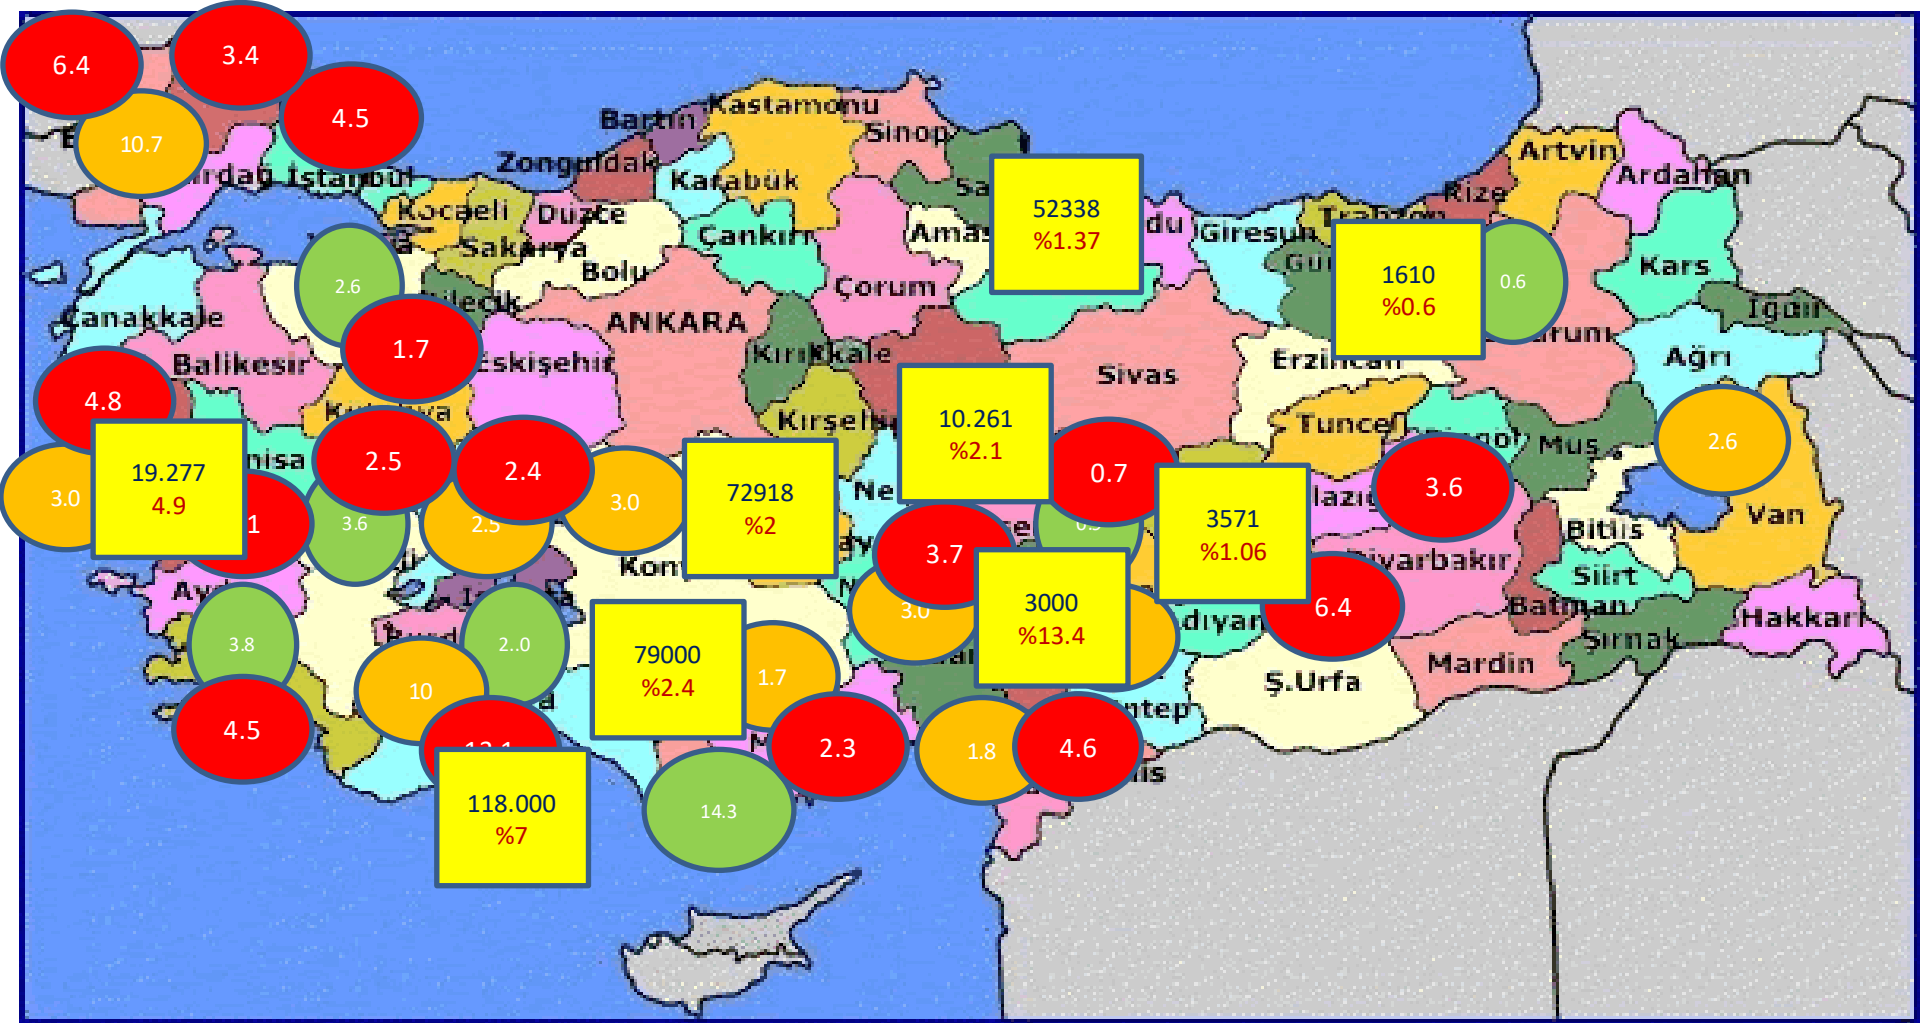 6.4
3.4
4.5
10.7
İstanbul
Bartın
Kastamonu
Sinop
Zonguldak
Karabük
Kocaeli
Düzce
Sakarya
Bolu
Çankırı
Çorum
52338
%1.37
Giresun
Trabzon
Rize
Artvin
Ardahan
Kars
Iğdır
1610
%0.6
0.6
2.6
Çanakkale
Balikesir
1.7
Eskişehir
ANKARA
Kırıkkale
Sivas
Erzincan
Ağrı
4.8
Kütahya
Kırşehir
10.261
%2.1
Tunceli
Muş
2.6
3.0
19.277
4.9
1
2.5
3.6
2.4
2.5
3.0
72918
%2
0.7
3571
%1.06
3.6
Van
Bitlis
3.7
3.0
3000
%13.4
Diyarbakır
Siirt
Batman
Şırnak
Hakkari
6.4
Mardin
Ş.Urfa
3.8
4.5
10
2..0
79000
%2.4
1.7
2.3
1.8
4.6
118.000
%7
14.3